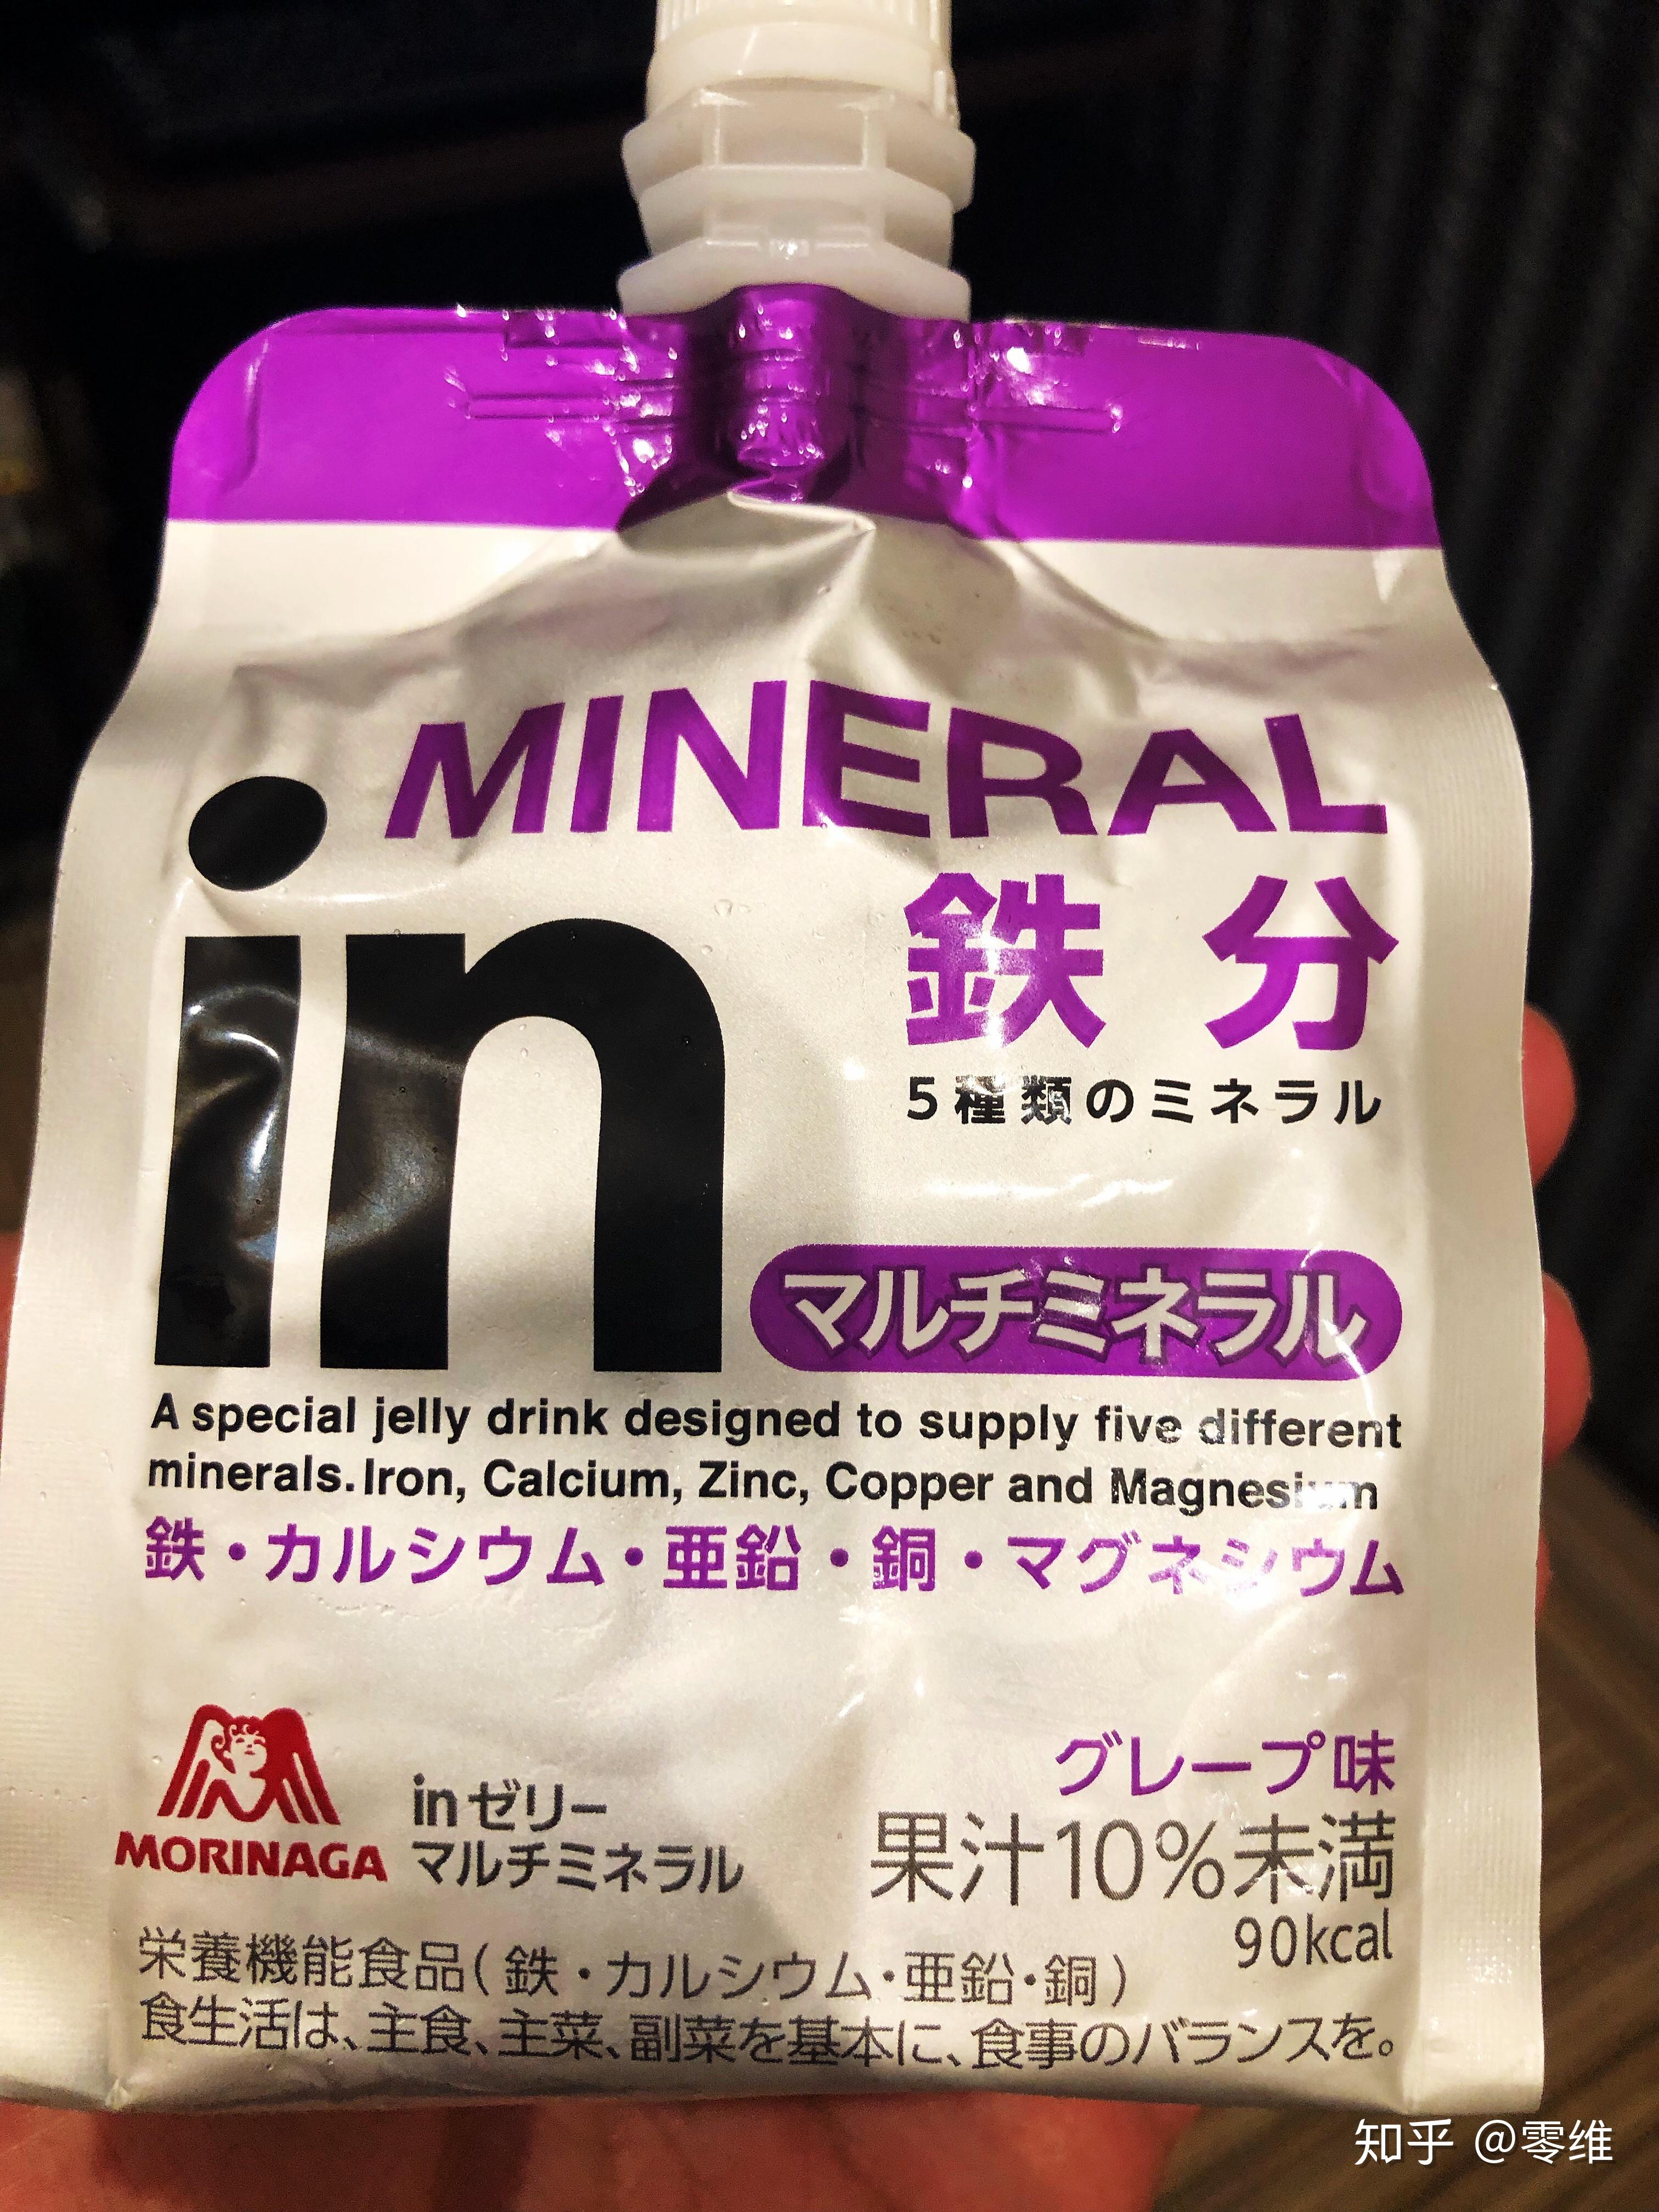 MINERAL
in
鉄分
5種類のミネラル
マルチミネラル
A special jelly drink designed to supply five different
minerals. Iron, Calcium, Zinc, Copper and Magnesium
鉄・カルシウム・亜鉛・銅・マグネシウム
MORINAGA
inゼリー
マルチミネラル
グレープ味
果汁10%未満
90kcal
栄養機能食品(鉄・カルシウム・亜鉛・銅)
食生活は、主食、主菜、副菜を基本に、食事のバランスを。
知乎 @零维